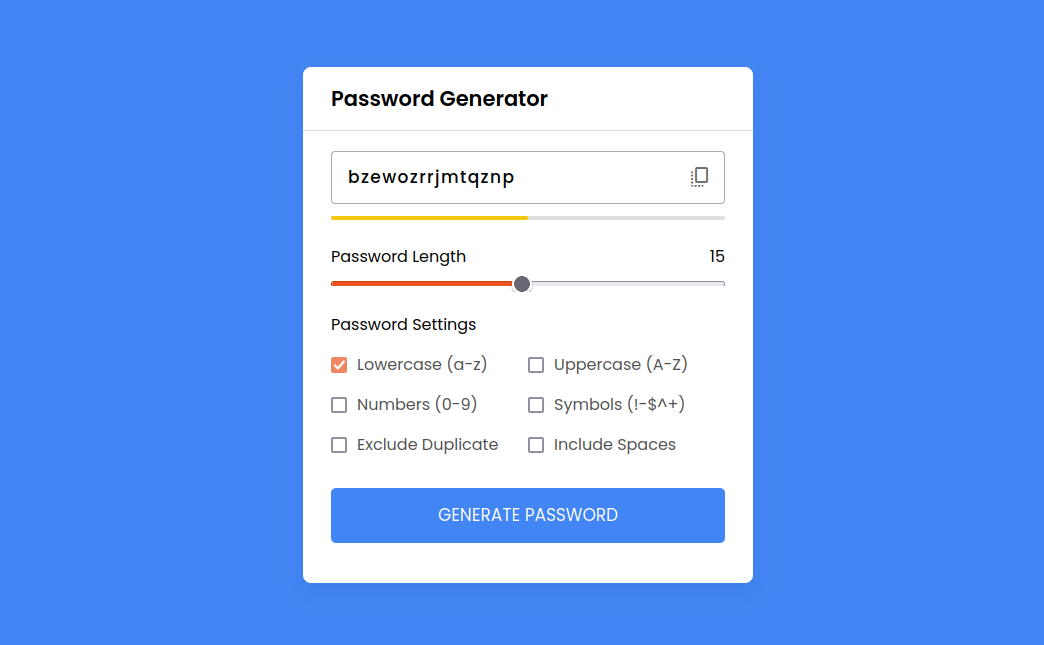 Password Generator
bzewozrrjmtqznp
Password Length 15
Password Settings
Lowercase (a-z) Uppercase (A-Z)
Numbers (0-9) Symbols (!-$^+)
Exclude Duplicate Include Spaces
GENERATE PASSWORD